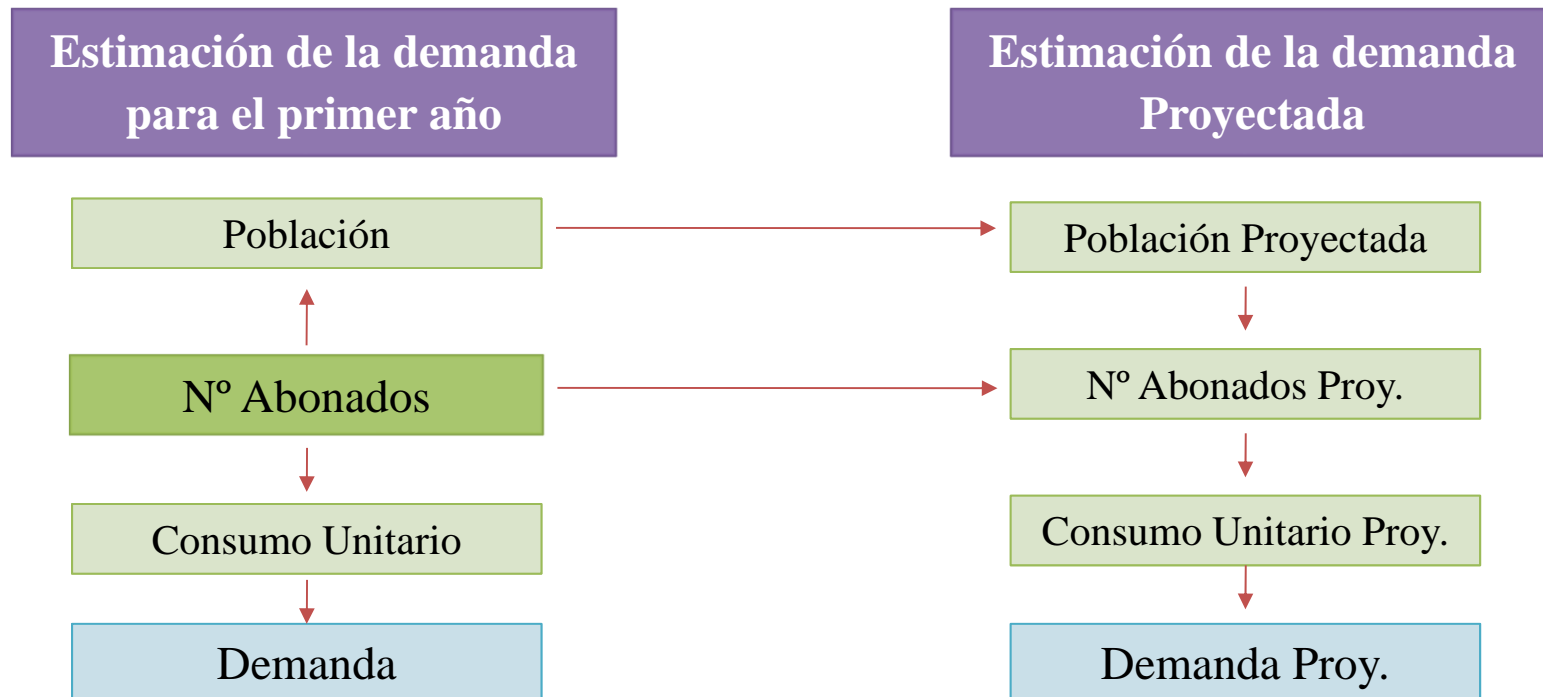 Estimación de la demanda
para el primer año
Población
Nº Abonados
Consumo Unitario
Demanda
Estimación de la demanda
Proyectada
Población Proyectada
Nº Abonados Proy.
Consumo Unitario Proy.
Demanda Proy.